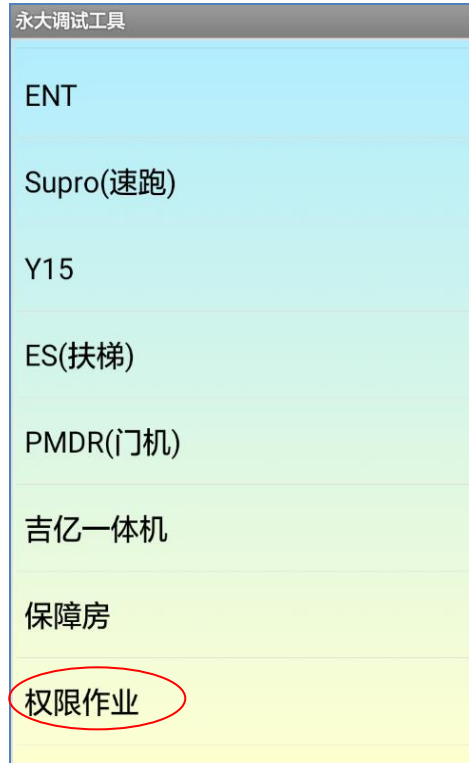 永大调试工具
ENT
Supro(速跑)
Y15
ES(扶梯)
PMDR(门机)
吉亿一体机
保障房
权限作业